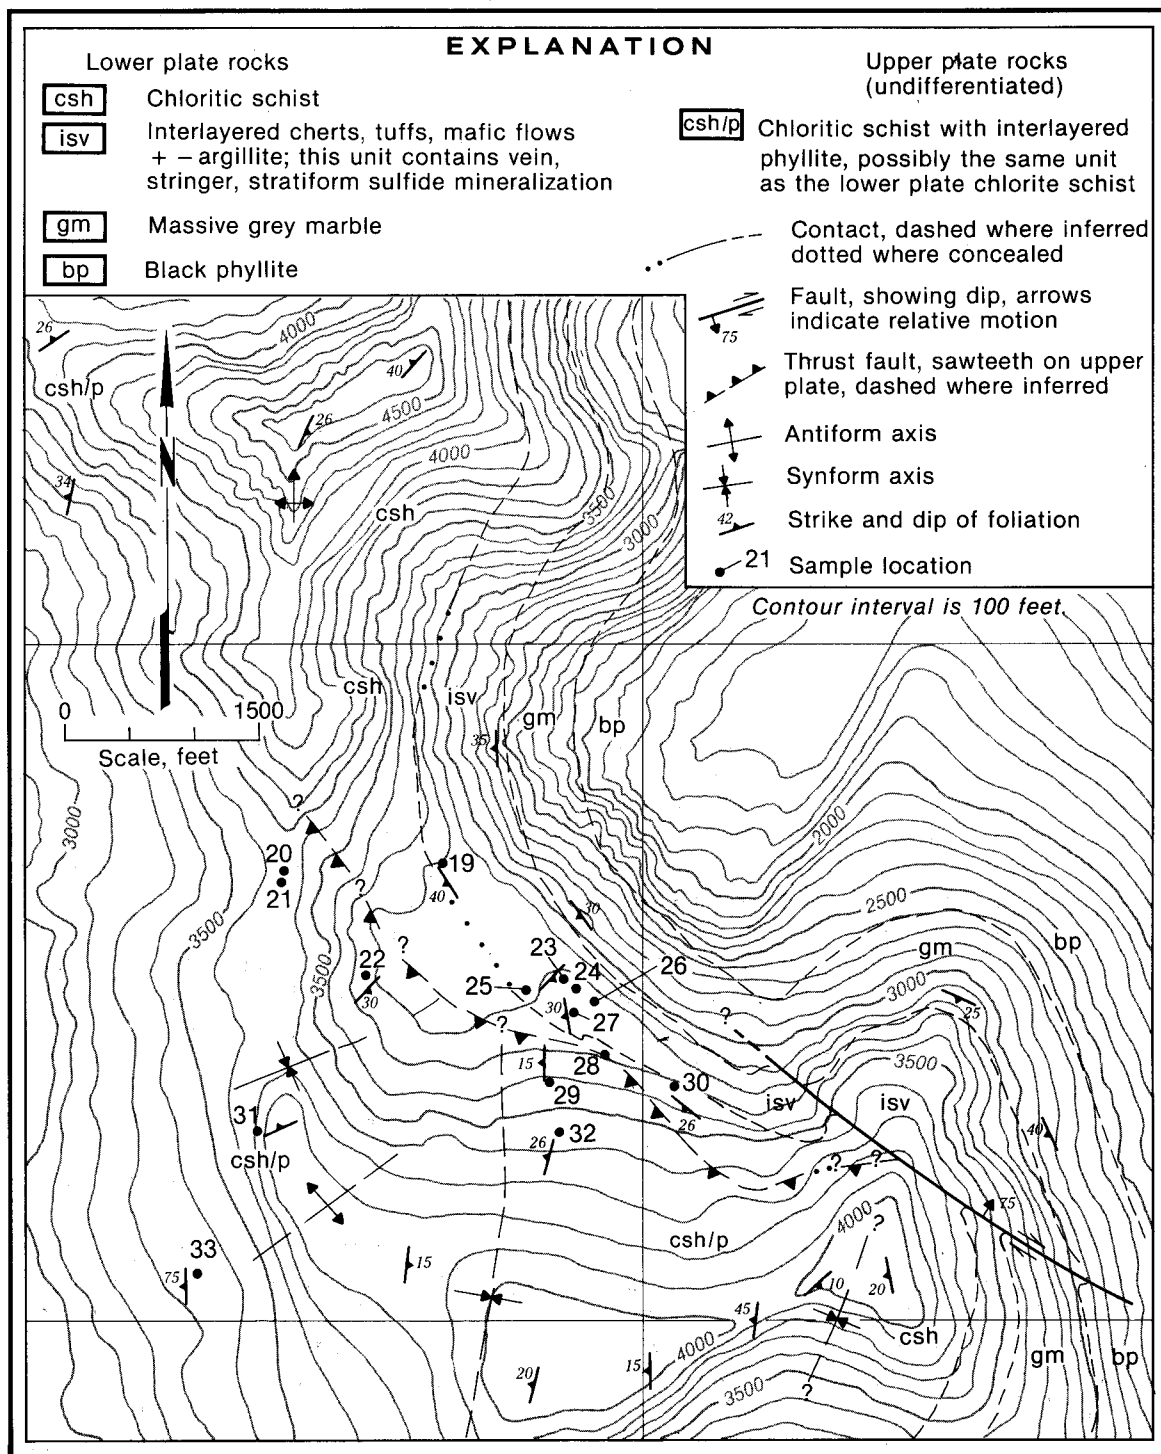 EXPLANATION
Lower plate rocks
csh Chloritic schist
isv Interlayered cherts, tuffs, mafic flows
+ – argillite; this unit contains vein,
stringer, stratiform sulfide mineralization
gm Massive grey marble
bp Black phyllite
Upper plate rocks
(undifferentiated)
csh/p Chloritic schist with interlayered
phyllite, possibly the same unit
as the lower plate chlorite schist
Contact, dashed where inferred
dotted where concealed
Fault, showing dip, arrows
indicate relative motion
75
Thrust fault, sawteeth on upper
plate, dashed where inferred
Antiform axis
Synform axis
42 Strike and dip of foliation
21 Sample location
Contour interval is 100 feet.
26
4000
40
csh/p
4500
26
4000
34
N
csh
3500
3000
csh
isv
gm
bp
0 1500
Scale, feet
35
?
3000
2000
20
19
21
?
40
2500
30
3500
?
gm
bp
23
22
24
26
3500
25
3000
30
30
27
?
?
25
28
3500
15
29
30
isv
isv
31
32
26
40
26
csh/p
?
?
csh
75
4000
?
33
csh/p
75
15
10
20
45
csh
4000
gm
bp
20
15
3500
?